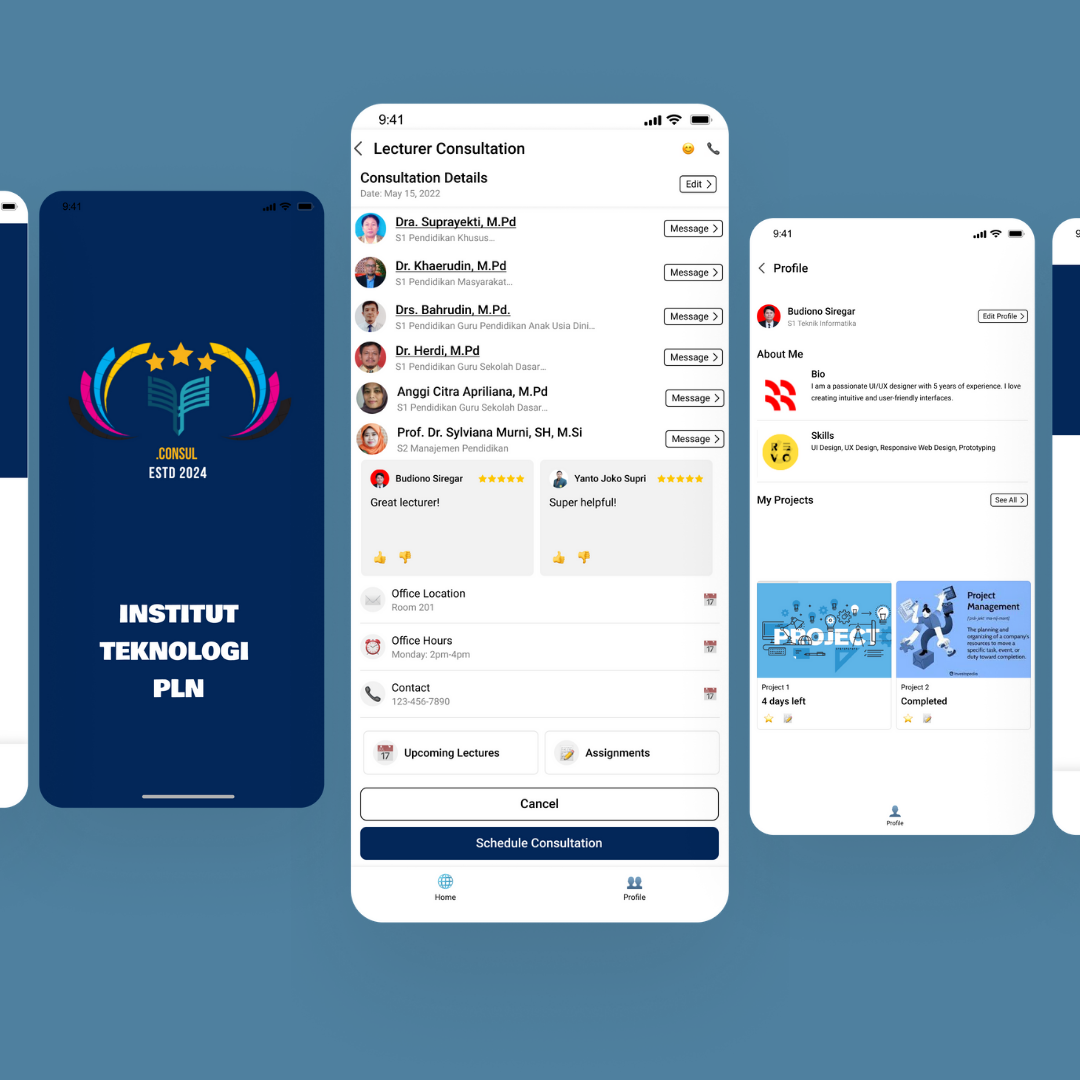 9:41
.CONSUL
ESTD 2024
INSTITUT
TEKNOLOGI
PLN
9:41
Lecturer Consultation
Consultation Details
Date: May 15, 2022
Edit
Dra. Suprayekti, M.Pd
S1 Pendidikan Khusus...
Message
Dr. Khaerudin, M.Pd
S1 Pendidikan Masyarakat...
Message
Drs. Bahrudin, M.Pd.
S1 Pendidikan Guru Pendidikan Anak Usia Dini...
Message
Dr. Herdi, M.Pd
S1 Pendidikan Guru Sekolah Dasar...
Message
Anggi Citra Apriliana, M.Pd
S1 Pendidikan Guru Sekolah Dasar...
Message
Prof. Dr. Sylviana Murni, SH, M.Si
S2 Manajemen Pendidikan
Message
Budiono Siregar
Great lecturer!
Yanto Joko Supri
Super helpful!
Office Location
Room 201
17
Office Hours
Monday: 2pm-4pm
17
Contact
123-456-7890
17
17
Upcoming Lectures
Assignments
Cancel
Schedule Consultation
Home
Profile
9:41
Profile
Budiono Siregar
S1 Teknik Informatika
Edit Profile
About Me
Bio
I am a passionate UI/UX designer with 5 years of experience. I love
creating intuitive and user-friendly interfaces.
REVO
Skills
UI Design, UX Design, Responsive Web Design, Prototyping
My Projects
See All
PROJECT
Project 1
4 days left
Project
Management
The planning and
organizing of a company's
resources to move a
specific task, event, or
duty toward completion.
Investopedia
Project 2
Completed
Profile
9